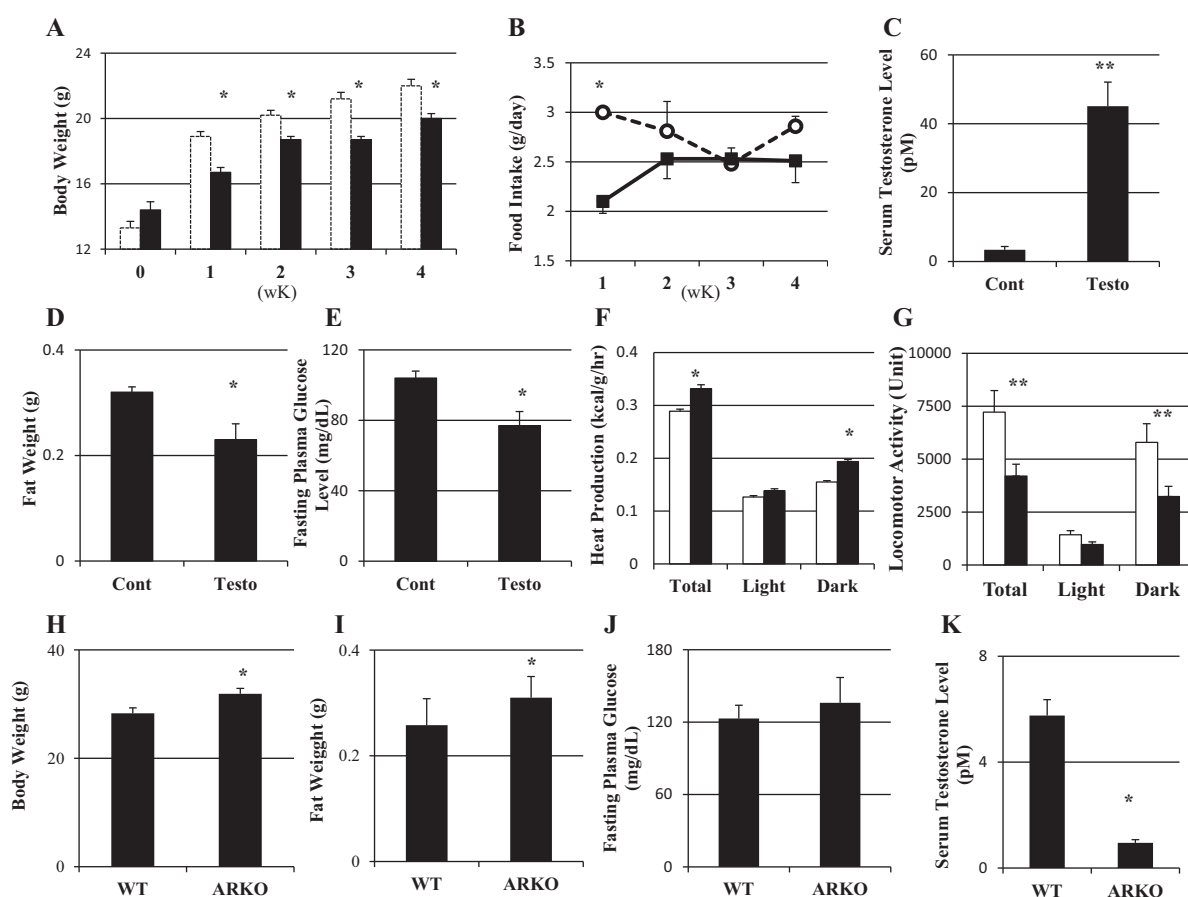 A
Body Weight (g)
22
20
16
14
12
*
*
*
*
0
1
2
3
4
(wK)
B
Food Intake (g/day)
3.5
3
2.5
2
1.5
*
1
2
3
4
(wK)
C
Serum Testosterone Level
(pM)
60
40
20
0
**
Cont
Testo
D
Fat Weight (g)
0.4
0.2
0
*
Cont
Testo
E
Fasting Plasma Glucose
Level (mg/dL)
120
80
40
0
*
Cont
Testo
F
Heat Production (kcal/g/hr)
0.4
0.3
0.2
0.1
0
*
*
Total
Light
Dark
G
Locomotor Activity (Unit)
10000
7500
5000
2500
0
**
**
Total
Light
Dark
H
Body Weight (g)
40
20
0
*
WT
ARKO
I
Fat Weigght (g)
0.4
0.2
0
*
WT
ARKO
J
Fasting Plasma Glucose
(mg/dL)
180
120
60
0
WT
ARKO
K
Serum Testosterone Level
(pM)
8
4
0
*
WT
ARKO